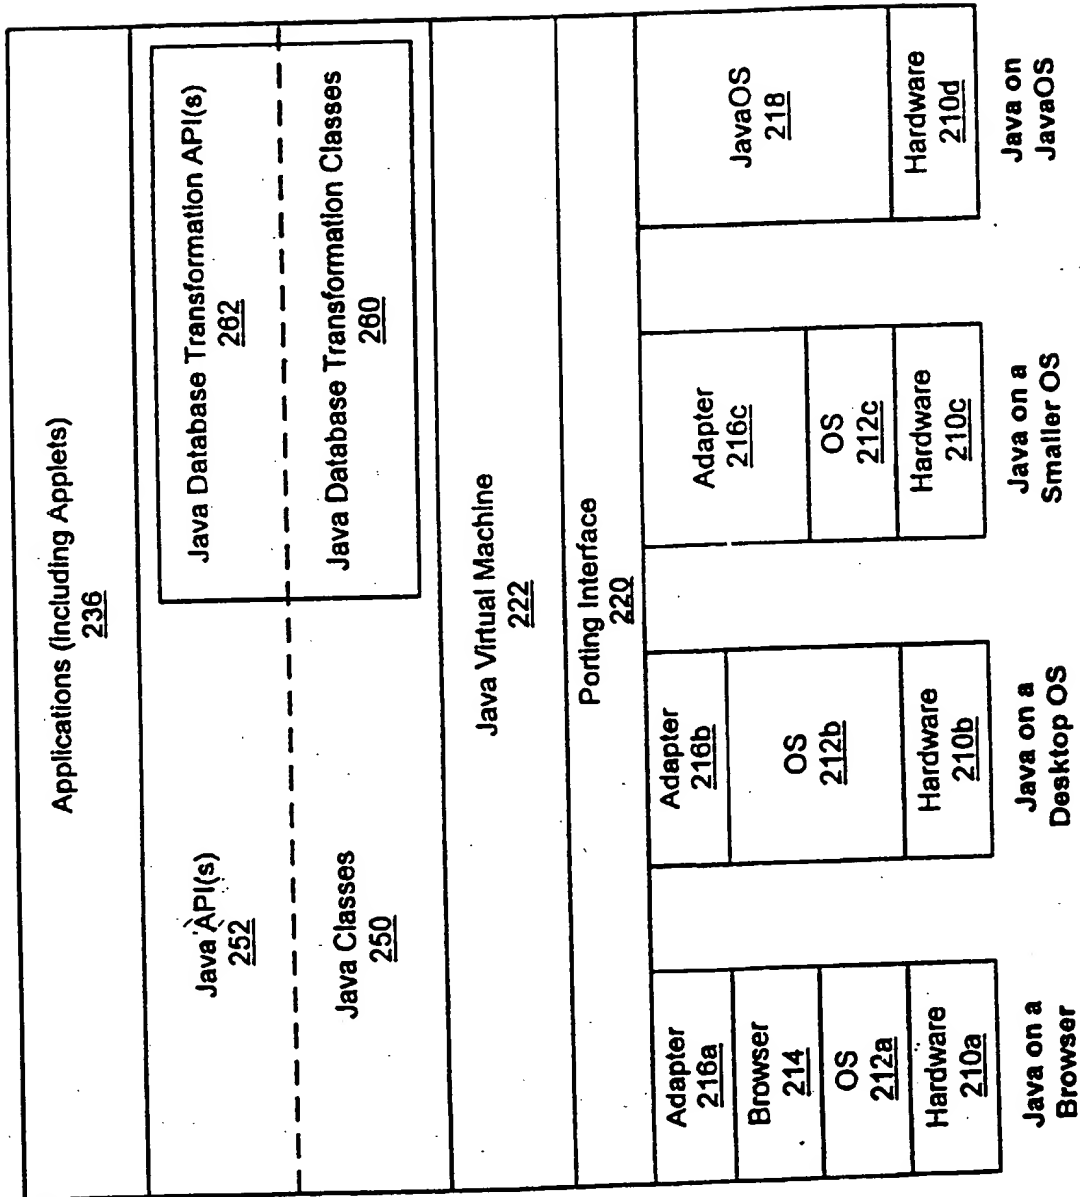 Applications (including Applets)
236
Java API(s)
252
Java Database Transformation API(s)
262
Java Classes
250
Java Database Transformation Classes
260
Java Virtual Machine
222
Porting Interface
220
Adapter
216a
Browser
214
OS
212a
Hardware
210a
Java on a
Browser
Adapter
216b
OS
212b
Hardware
210b
Java on a
Desktop OS
Adapter
216c
OS
212c
Hardware
210c
Java on a
Smaller OS
JavaOS
218
Hardware
210d
Java on
JavaOS